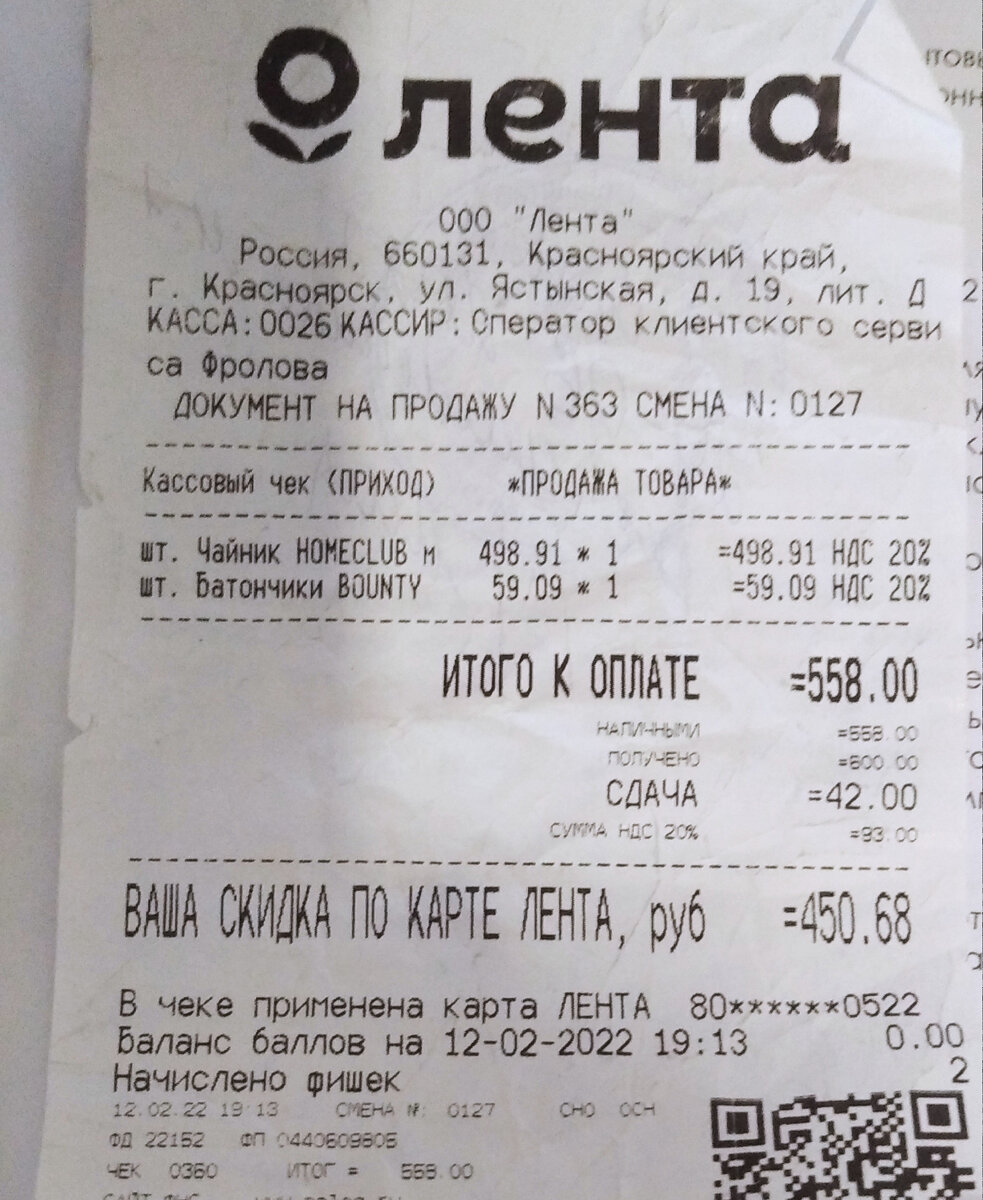 лента
ООО "Лента"
Россия, 660131, Красноярский край,
г. Красноярск, ул. Ястынская, д. 19, лит. Д
КАССА:0026 КАССИР: Оператор клиентского серви
са Фролова
ДОКУМЕНТ НА ПРОДАЖУ N 363 СМЕНА N: 0127
Кассовый чек (ПРИХОД) *ПРОДАЖА ТОВАРА*
шт. Чайник HOMECLUB м 498.91 * 1 =498.91 НДС 20%
шт. Батончики BOUNTY 59.09 * 1 =59.09 НДС 20%
ИТОГО К ОПЛАТЕ =558.00
НАЛИЧНЫМИ =558.00
ПОЛУЧЕНО =600.00
СДАЧА =42.00
СУММА НДС 20% =93.00
ВАША СКИДКА ПО КАРТЕ ЛЕНТА, руб =450.68
В чеке применена карта ЛЕНТА 80******0522
Баланс баллов на 12-02-2022 19:13 0.00
Начислено фишек 2
12.02.22 19:13 СМЕНА №: 0127 СНО ОСН
ФД 22152 ФП 0440609605
ЧЕК 0360 ИТОГ = 558.00
САЙТ ФНС